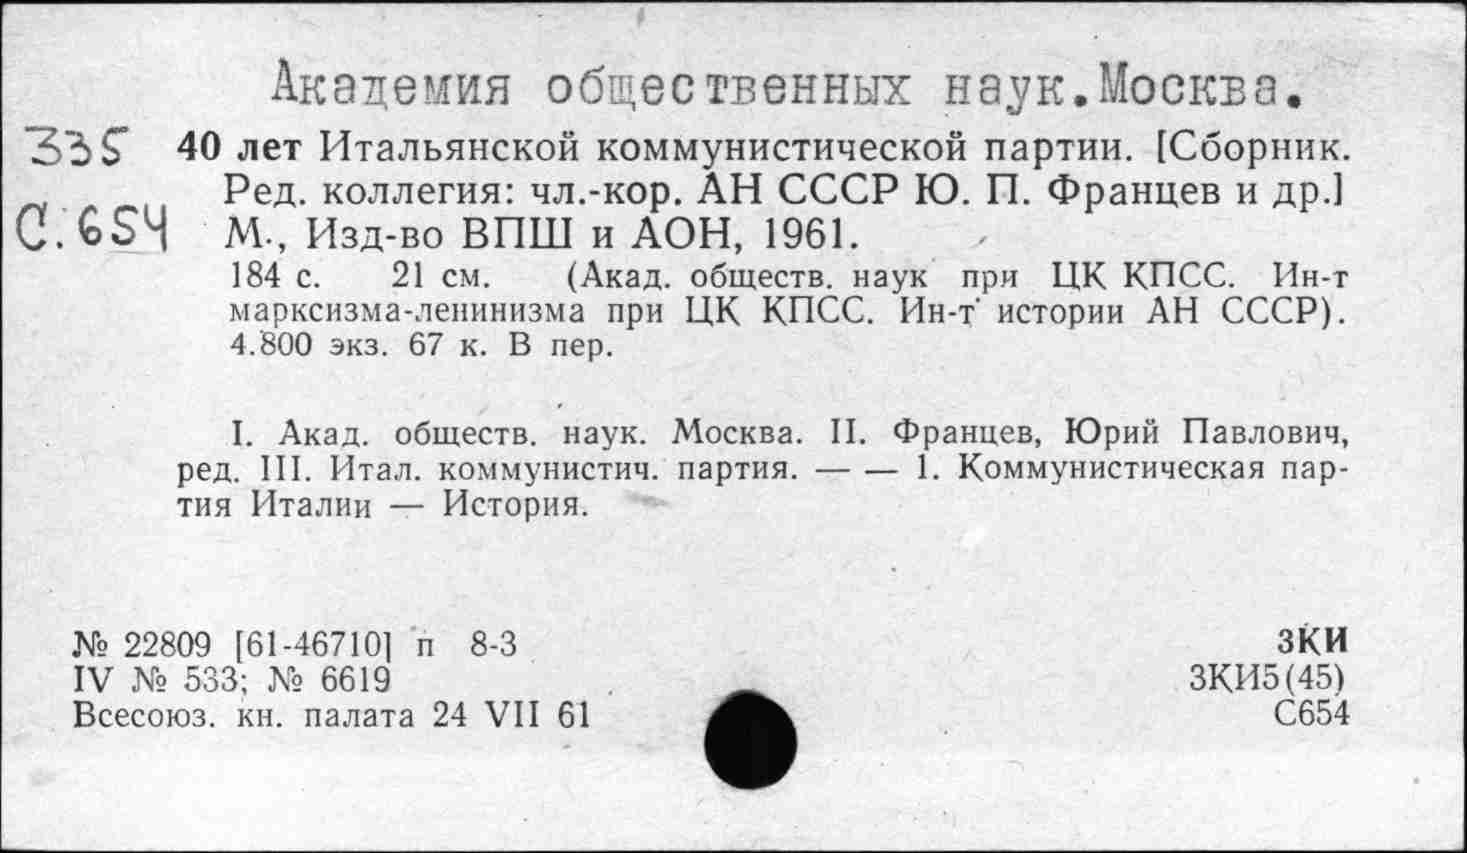 Академия общественных наук.Москва.
335 40 лет Итальянской коммунистической партии. [Сборник.
Ред. коллегия: чл.-кор. АН СССР Ю. П. Францев и др.]
С.654 М., Изд-во ВПШ и АОН, 1961.
184 с. 21 см. (Акад. обществ. наук при ЦК КПСС. Ин-т
марксизма-ленинизма при ЦК КПСС. Ин-т истории АН СССР).
4.800 экз. 67 к. В пер.
I. Акад. обществ. наук. Москва. II. Францев, Юрий Павлович,
ред. III. Итал. коммунистич. партия. — — 1. Коммунистическая пар-
тия Италии — История.
№ 22809 [61-46710] п 8-3
IV № 533; № 6619
Всесоюз. кн. палата 24 VII 61
ЗКИ
ЗКИ5(45)
С654